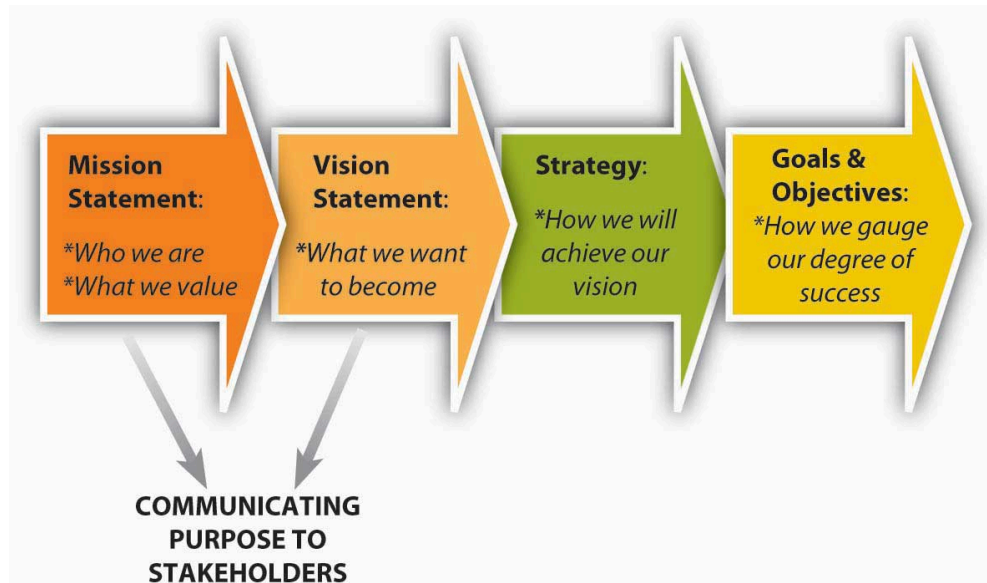 Mission
Statement:
*Who we are
*What we value
Vision
Statement:
*What we want
to become
Strategy:
*How we will
achieve our
vision
Goals &
Objectives:
*How we gauge
our degree of
success
COMMUNICATING
PURPOSE TO
STAKEHOLDERS